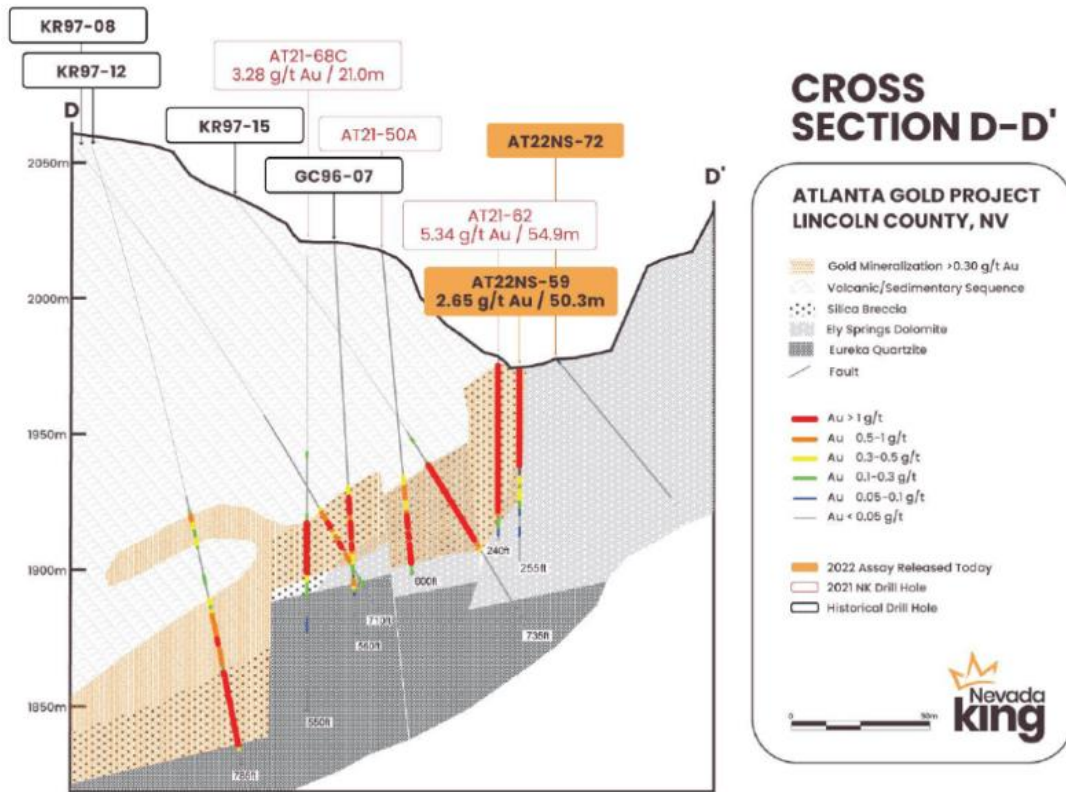 KR97-08
KR97-12
D
KR97-15
AT21-68C
3.28 g/t Au / 21.0m
AT21-50A
GC96-07
AT22NS-72
AT21-62
5.34 g/t Au / 54.9m
AT22NS-59
2.65 g/t Au / 50.3m
D'
2050m
2000m
1950m
1900m
1850m
240ft
255ft
800ft
710ft
560ft
738ft
550ft
CROSS
SECTION D-D'
ATLANTA GOLD PROJECT
LINCOLN COUNTY, NV
Gold Mineralization >0.30 g/t Au
Volcanic/Sedimentary Sequence
Silica Breccia
Ely Springs Dolomite
Eureka Quartzite
Fault
Au > 1 g/t
Au 0.5-1 g/t
Au 0.3-0.5 g/t
Au 0.1-0.3 g/t
Au 0.05-0.1 g/t
Au < 0.05 g/t
2022 Assay Released Today
2021 NK Drill Hole
Historical Drill Hole
0
50m
Nevada
king